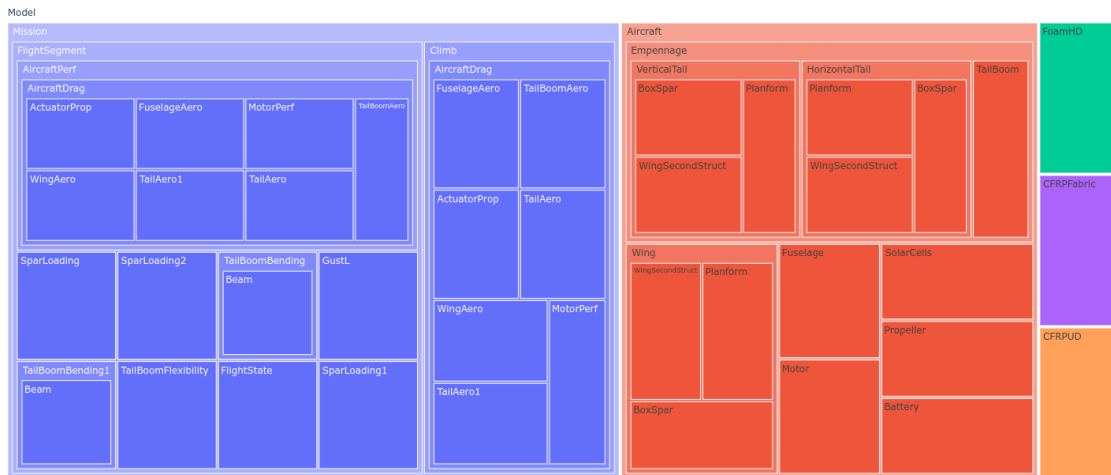 Model
Mission
FlightSegment
AircraftPerf
AircraftDrag
ActuatorProp
FuselageAero
MotorPerf
TailBoomAero
WingAero
TailAero1
TailAero
SparLoading
SparLoading2
TailBoomBending
Beam
GustL
TailBoomBending1
Beam
TailBoomFlexibility
FlightState
SparLoading1
Climb
AircraftDrag
FuselageAero
TailBoomAero
ActuatorProp
TailAero
WingAero
MotorPerf
TailAero1
Aircraft
Empennage
VerticalTail
BoxSpar
Planform
WingSecondStruct
HorizontalTail
Planform
BoxSpar
WingSecondStruct
TailBoom
Wing
WingSecondStruct
Planform
BoxSpar
Fuselage
Motor
SolarCells
Propeller
Battery
FoamHD
CFRPFabric
CFRPUD